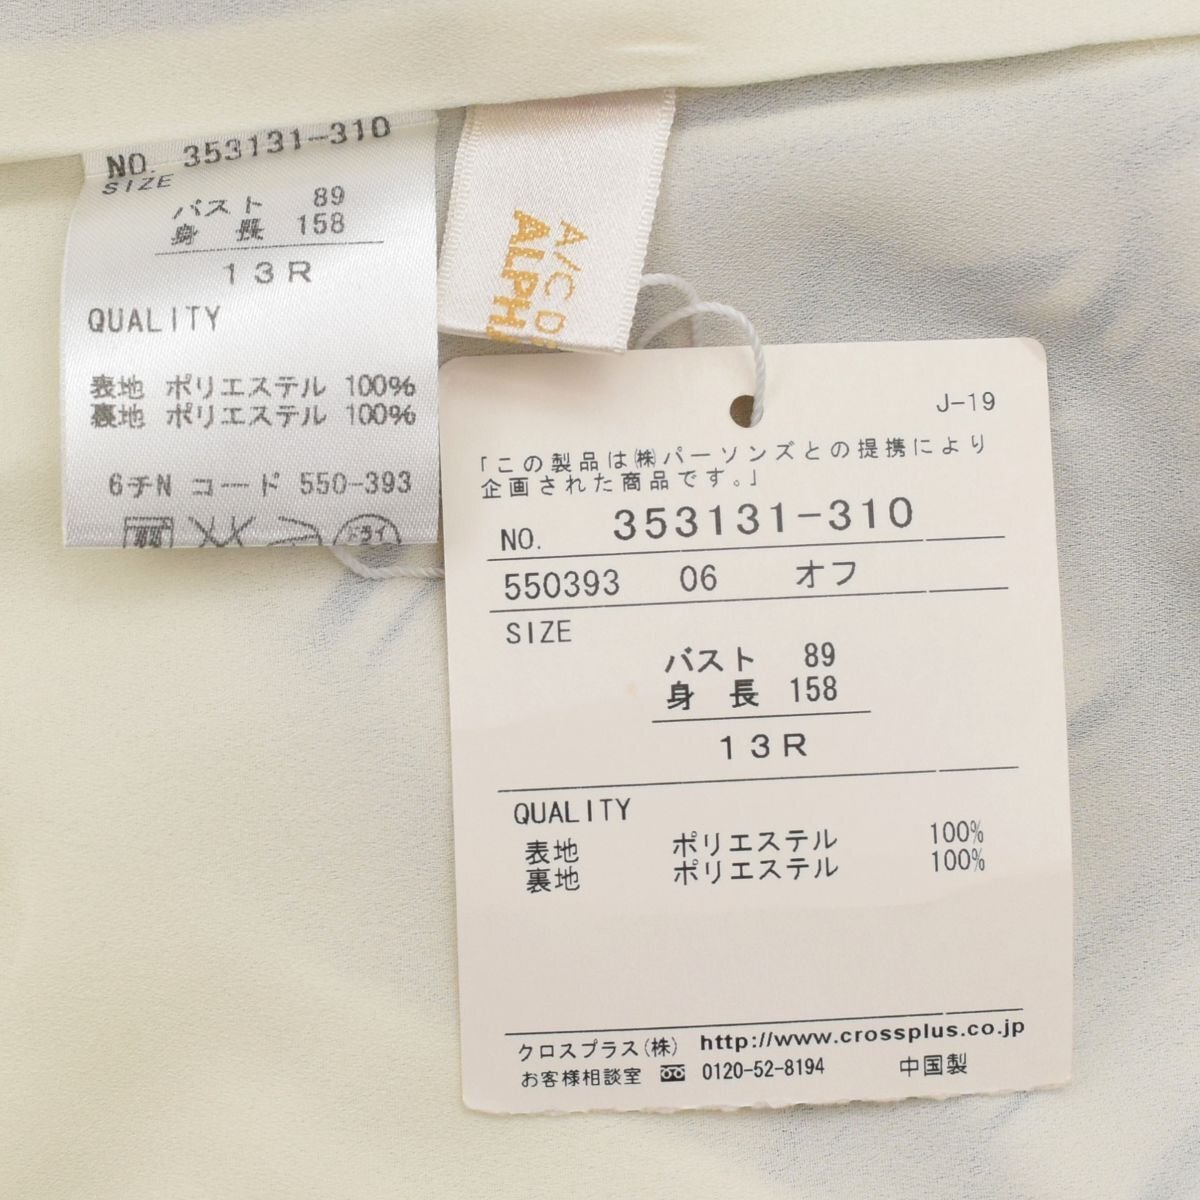 NO. 353131-310
SIZE
バスト 89
身 長 158
13R
QUALITY
表地 ポリエステル 100%
裏地 ポリエステル 100%
6チN コード 550-393
ドライ
A/C D
ALPH
J-19
「この製品は㈱パーソンズとの提携により
企画された商品です。」
NO. 353131-310
550393 06 オフ
SIZE
バスト 89
身 長 158
13R
QUALITY
表地 ポリエステル 100%
裏地 ポリエステル 100%
クロスプラス(株) http://www.crossplus.co.jp
お客様相談室 0120-52-8194 中国製